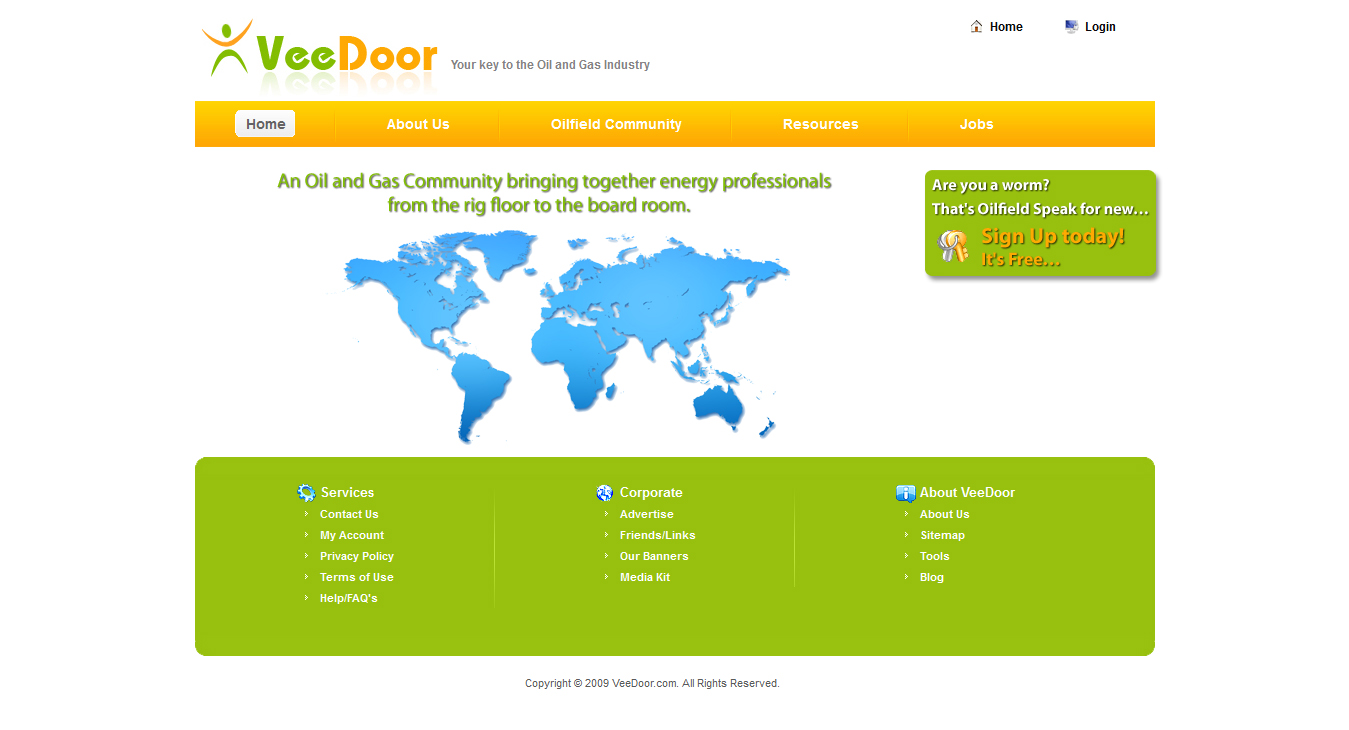 Home
Login
VeeDoor
Your key to the Oil and Gas Industry
Home
About Us
Oilfield Community
Resources
Jobs
An Oil and Gas Community bringing together energy professionals
from the rig floor to the board room.
Are you a worm?
That's Oilfield Speak for new...
Sign Up today!
It's Free...
Services
Contact Us
My Account
Privacy Policy
Terms of Use
Help/FAQ's
Corporate
Advertise
Friends/Links
Our Banners
Media Kit
About VeeDoor
About Us
Sitemap
Tools
Blog
Copyright © 2009 VeeDoor.com. All Rights Reserved.